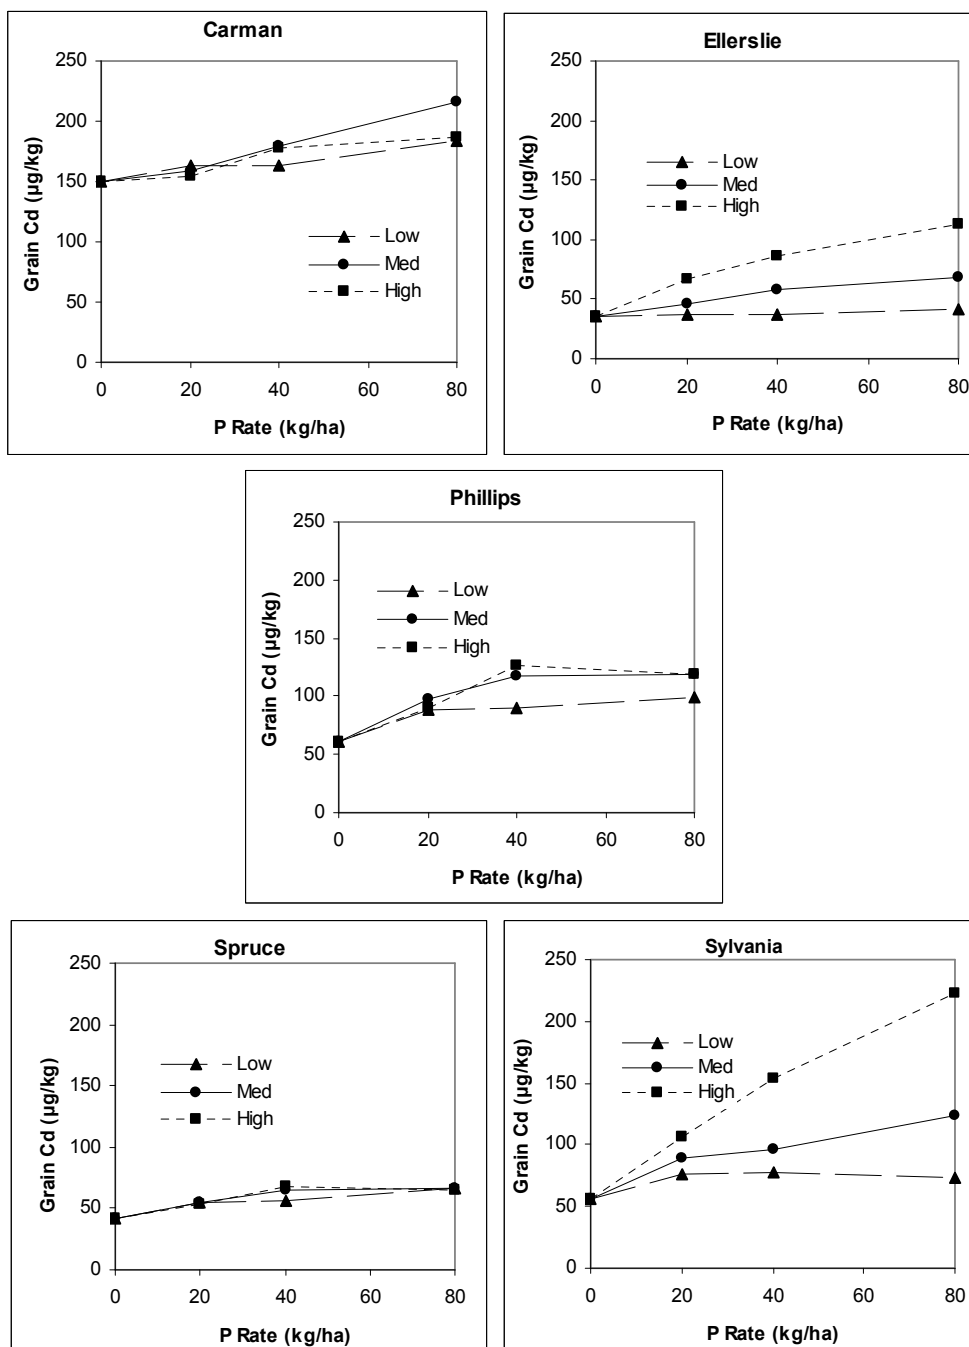 Carman
250
200
150
100
50
0
Grain Cd (µg/kg)
Low
Med
High
0 20 40 60 80
P Rate (kg/ha)
Ellerslie
250
200
150
100
50
0
Grain Cd (µg/kg)
Low
Med
High
0 20 40 60 80
P Rate (kg/ha)
Phillips
250
200
150
100
50
0
Grain Cd (µg/kg)
Low
Med
High
0 20 40 60 80
P Rate (kg/ha)
Spruce
250
200
150
100
50
0
Grain Cd (µg/kg)
Low
Med
High
0 20 40 60 80
P Rate (kg/ha)
Sylvania
250
200
150
100
50
0
Grain Cd (µg/kg)
Low
Med
High
0 20 40 60 80
P Rate (kg/ha)